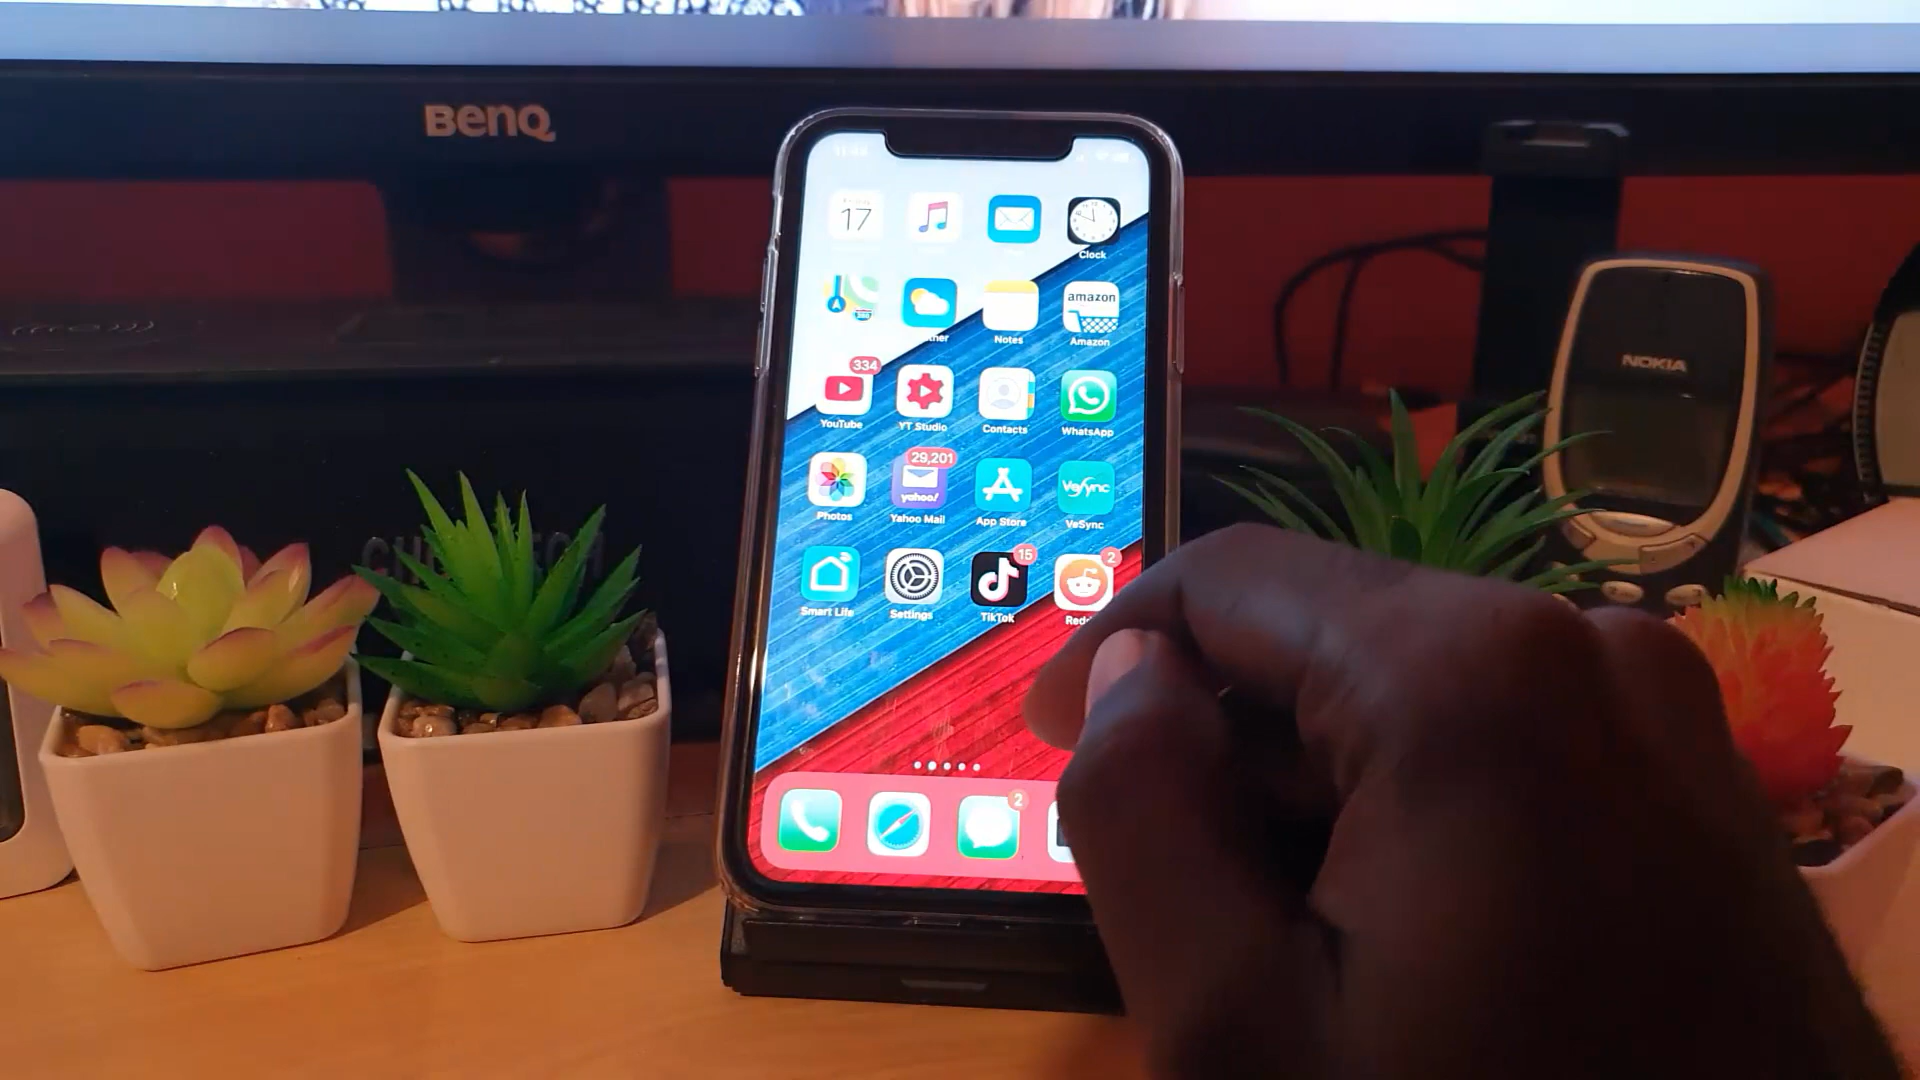 BenQ
17
Clock
Notes
amazon
Amazon
334
YouTube
YT Studio
Contacts
WhatsApp
29,201
yahoo!
VeSync
Photos
Yahoo Mail
App Store
VeSync
15
2
Smart Life
Settings
TikTok
2
NOKIA